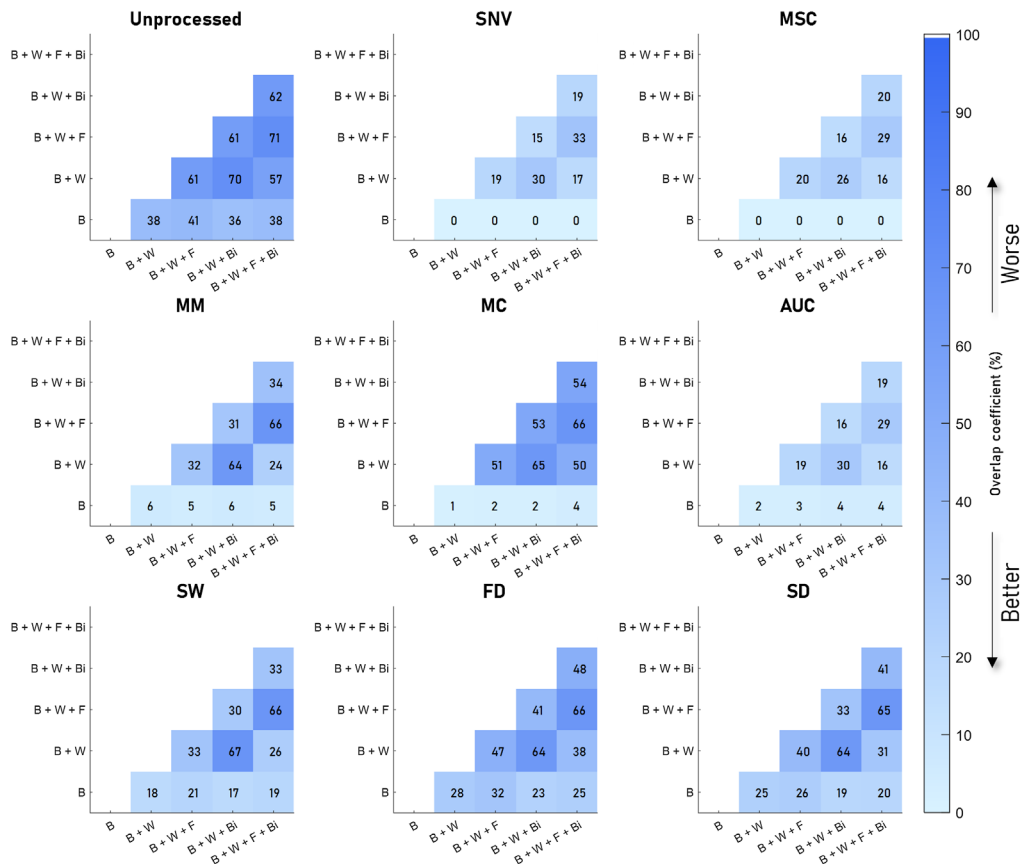 Unprocessed SNV MSC
B + W + F + Bi B + W + F + Bi B + W + F + Bi
B + W + Bi 62 B + W + Bi 19 B + W + Bi 20
B + W + F 61 71 B + W + F 15 33 B + W + F 16 29
B + W 61 70 57 B + W 19 30 17 B + W 20 26 16
B 38 41 36 38 B 0 0 0 0 B 0 0 0 0
B B + W B + W + F B + W + Bi B + W + F + Bi B B + W B + W + F B + W + Bi B + W + F + Bi B B + W B + W + F B + W + Bi B + W + F + Bi
MM MC AUC
B + W + F + Bi B + W + F + Bi B + W + F + Bi
B + W + Bi 34 B + W + Bi 54 B + W + Bi 19
B + W + F 31 66 B + W + F 53 66 B + W + F 16 29
B + W 32 64 24 B + W 51 65 50 B + W 19 30 16
B 6 5 6 5 B 1 2 2 4 B 2 3 4 4
B B + W B + W + F B + W + Bi B + W + F + Bi B B + W B + W + F B + W + Bi B + W + F + Bi B B + W B + W + F B + W + Bi B + W + F + Bi
SW FD SD
B + W + F + Bi B + W + F + Bi B + W + F + Bi
B + W + Bi 33 B + W + Bi 48 B + W + Bi 41
B + W + F 30 66 B + W + F 41 66 B + W + F 33 65
B + W 33 67 26 B + W 47 64 38 B + W 40 64 31
B 18 21 17 19 B 28 32 23 25 B 25 26 19 20
B B + W B + W + F B + W + Bi B + W + F + Bi B B + W B + W + F B + W + Bi B + W + F + Bi B B + W B + W + F B + W + Bi B + W + F + Bi
100
90
80
70
60
50
40
30
20
10
0
Overlap coefficient (%)
Worse
Better